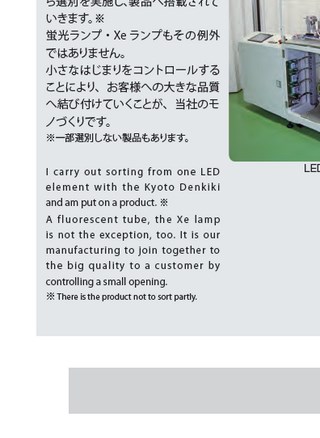 ら選別を実施し、製品へ搭載されて
いきます。※
蛍光ランプ・Xe ランプもその例外
ではありません。
小さなはじまりをコントロールする
ことにより、お客様への大きな品質
へ結び付けていくことが、当社のモ
ノづくりです。
※一部選別しない製品もあります。
I carry out sorting from one LED
element with the Kyoto Denkiki
and am put on a product. ※
A fluorescent tube, the Xe lamp
is not the exception, too. It is our
manufacturing to join together to
the big quality to a customer by
controlling a small opening.
※ There is the product not to sort partly.
LED